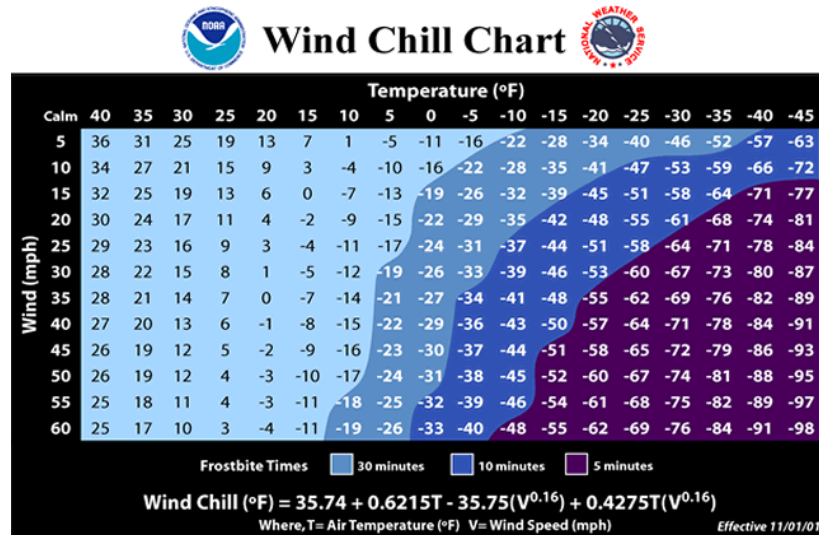 NOAA
Wind Chill Chart
NATIONAL WEATHER SERVICE
Temperature (ºF)
Calm 40 35 30 25 20 15 10 5 0 -5 -10 -15 -20 -25 -30 -35 -40 -45
5 36 31 25 19 13 7 1 -5 -11 -16 -22 -28 -34 -40 -46 -52 -57 -63
10 34 27 21 15 9 3 -4 -10 -16 -22 -28 -35 -41 -47 -53 -59 -66 -72
15 32 25 19 13 6 0 -7 -13 -19 -26 -32 -39 -45 -51 -58 -64 -71 -77
20 30 24 17 11 4 -2 -9 -15 -22 -29 -35 -42 -48 -55 -61 -68 -74 -81
25 29 23 16 9 3 -4 -11 -17 -24 -31 -37 -44 -51 -58 -64 -71 -78 -84
30 28 22 15 8 1 -5 -12 -19 -26 -33 -39 -46 -53 -60 -67 -73 -80 -87
35 28 21 14 7 0 -7 -14 -21 -27 -34 -41 -48 -55 -62 -69 -76 -82 -89
40 27 20 13 6 -1 -8 -15 -22 -29 -36 -43 -50 -57 -64 -71 -78 -84 -91
45 26 19 12 5 -2 -9 -16 -23 -30 -37 -44 -51 -58 -65 -72 -79 -86 -93
50 26 19 12 4 -3 -10 -17 -24 -31 -38 -45 -52 -60 -67 -74 -81 -88 -95
55 25 18 11 4 -3 -11 -18 -25 -32 -39 -46 -54 -61 -68 -75 -82 -89 -97
60 25 17 10 3 -4 -11 -19 -26 -33 -40 -48 -55 -62 -69 -76 -84 -91 -98
Wind (mph)
Frostbite Times 30 minutes 10 minutes 5 minutes
Wind Chill (ºF) = 35.74 + 0.6215T - 35.75(V^0.16) + 0.4275T(V^0.16)
Where, T= Air Temperature (ºF) V= Wind Speed (mph)
Effective 11/01/01